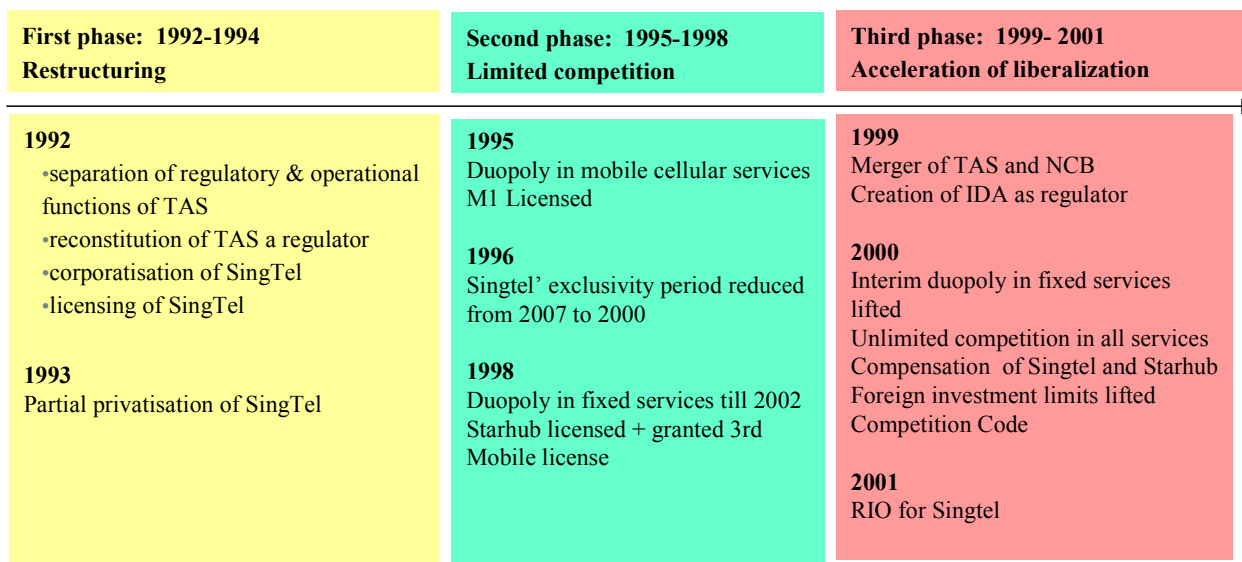 First phase: 1992-1994
Restructuring
Second phase: 1995-1998
Limited competition
Third phase: 1999- 2001
Acceleration of liberalization
1992
•separation of regulatory & operational
functions of TAS
•reconstitution of TAS a regulator
•corporatisation of SingTel
•licensing of SingTel
1993
Partial privatisation of SingTel
1995
Duopoly in mobile cellular services
M1 Licensed
1996
Singtel’ exclusivity period reduced
from 2007 to 2000
1998
Duopoly in fixed services till 2002
Starhub licensed + granted 3rd
Mobile license
1999
Merger of TAS and NCB
Creation of IDA as regulator
2000
Interim duopoly in fixed services
lifted
Unlimited competition in all services
Compensation of Singtel and Starhub
Foreign investment limits lifted
Competition Code
2001
RIO for Singtel